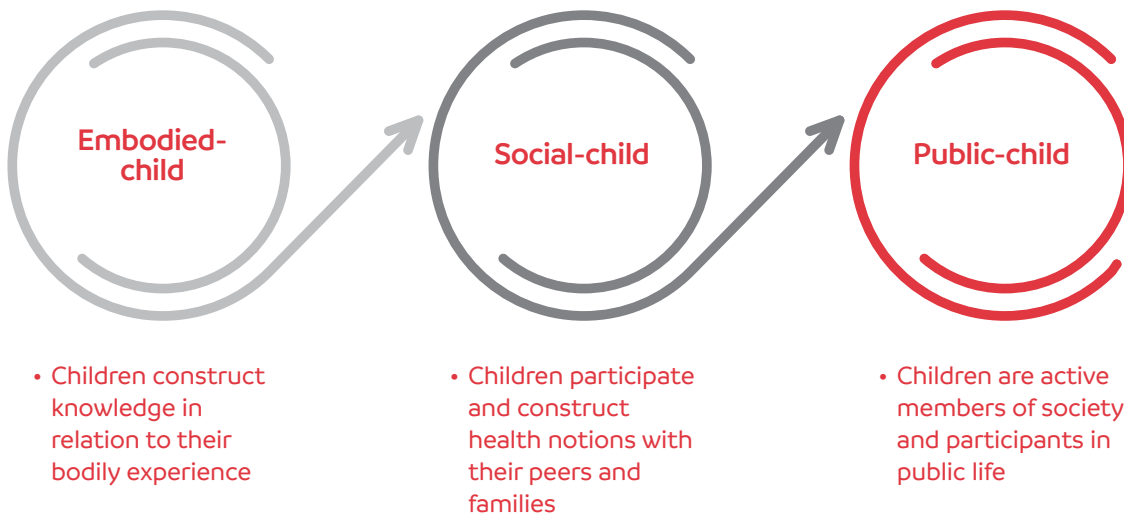 Embodied-
child
Social-child
Public-child
• Children construct
knowledge in
relation to their
bodily experience
• Children participate
and construct
health notions with
their peers and
families
• Children are active
members of society
and participants in
public life